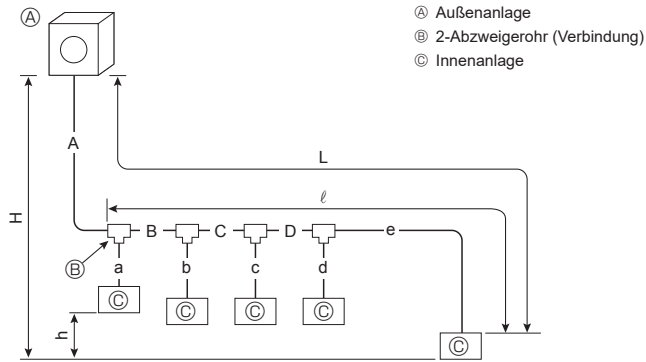 Ⓐ Außenanlage
Ⓑ 2-Abzweigerohr (Verbindung)
Ⓒ Innenanlage
Ⓐ
A
L
H
ℓ
B C D e
Ⓑ a b c d
Ⓒ Ⓒ Ⓒ Ⓒ
h
Ⓒ